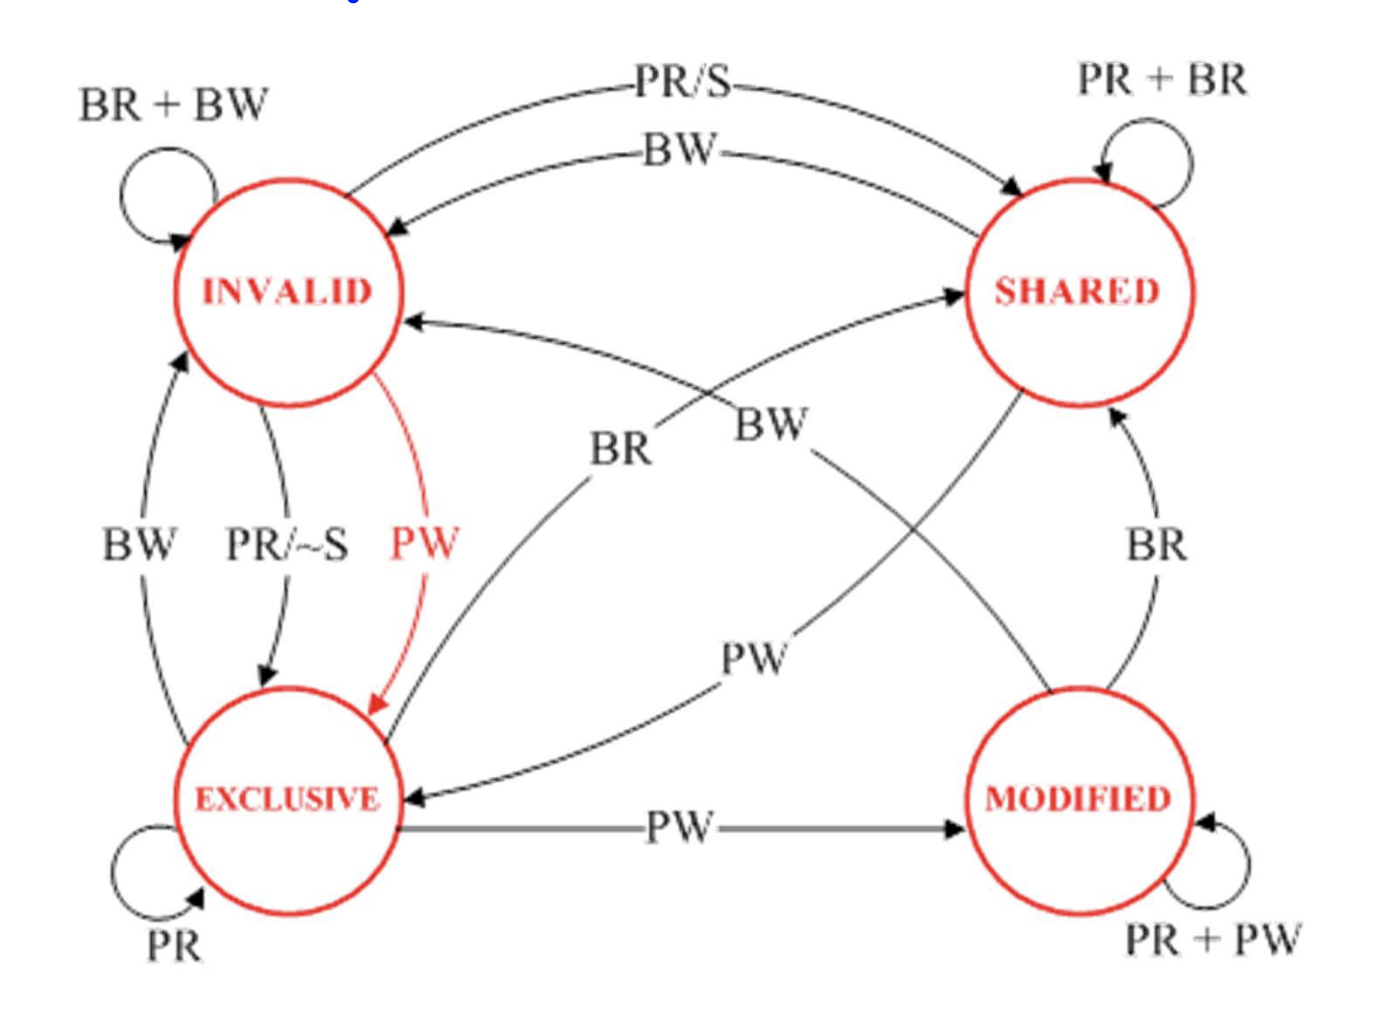 PR/S
PR + BR
BR + BW
BW
INVALID
SHARED
BW
BR
BW
PR/~S
PW
BR
PW
EXCLUSIVE
MODIFIED
PW
PR
PR + PW